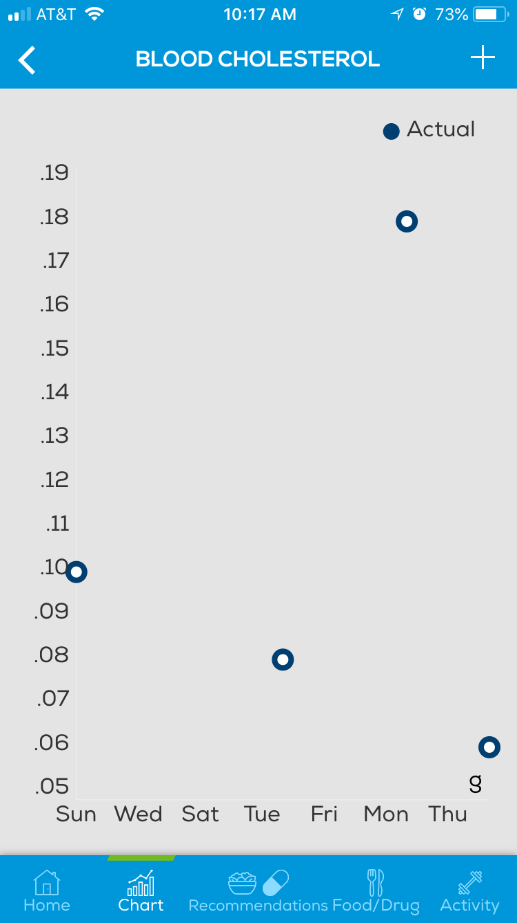 AT&T 10:17 AM 73%
BLOOD CHOLESTEROL
Actual
.19
.18
.17
.16
.15
.14
.13
.12
.11
.10
.09
.08
.07
.06
.05
g
Sun Wed Sat Tue Fri Mon Thu
Home Chart Recommendations Food/Drug Activity